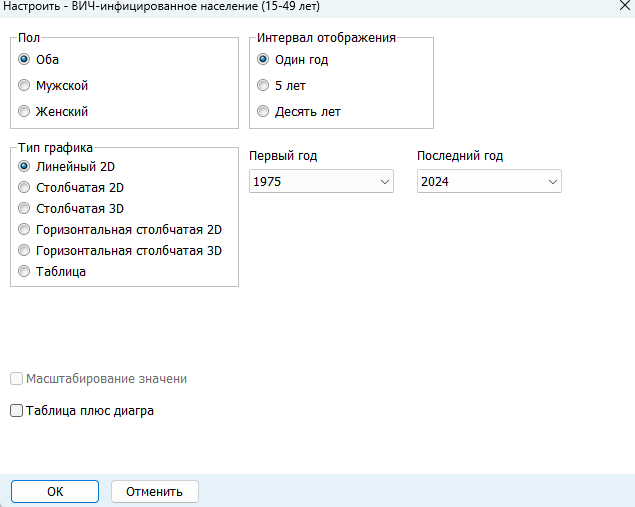 Настроить - ВИЧ-инфицированное население (15-49 лет)
Пол
Оба
Мужской
Женский
Интервал отображения
Один год
5 лет
Десять лет
Тип графика
Линейный 2D
Столбчатая 2D
Столбчатая 3D
Горизонтальная столбчатая 2D
Горизонтальная столбчатая 3D
Таблица
Первый год
1975
Последний год
2024
Масштабирование значени
Таблица плюс диагра
ОК
Отменить